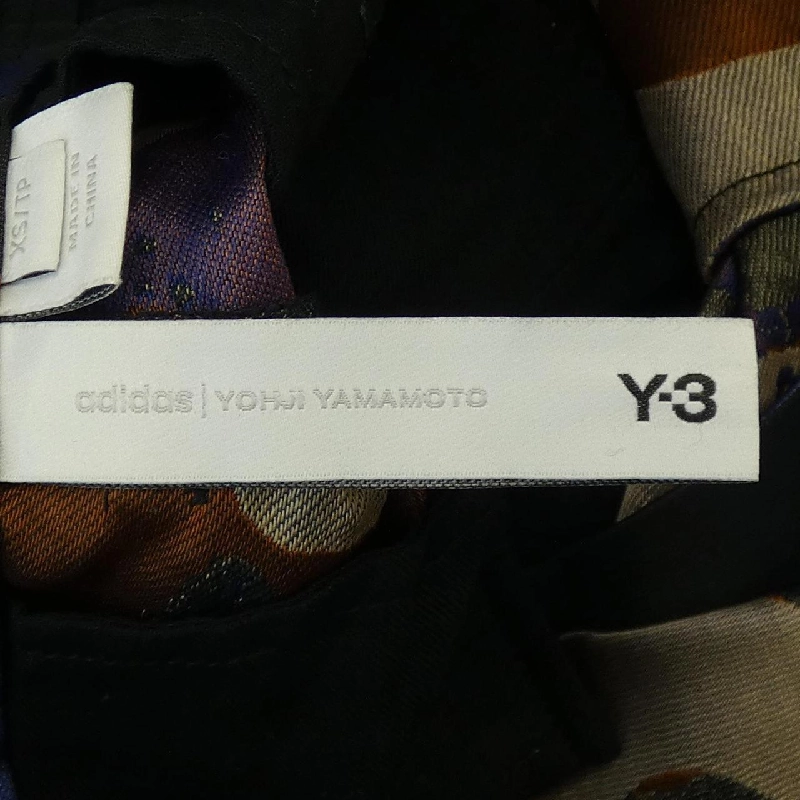 XS/TP
MADE IN
CHINA
adidas | YOHJI YAMAMOTO
Y-3